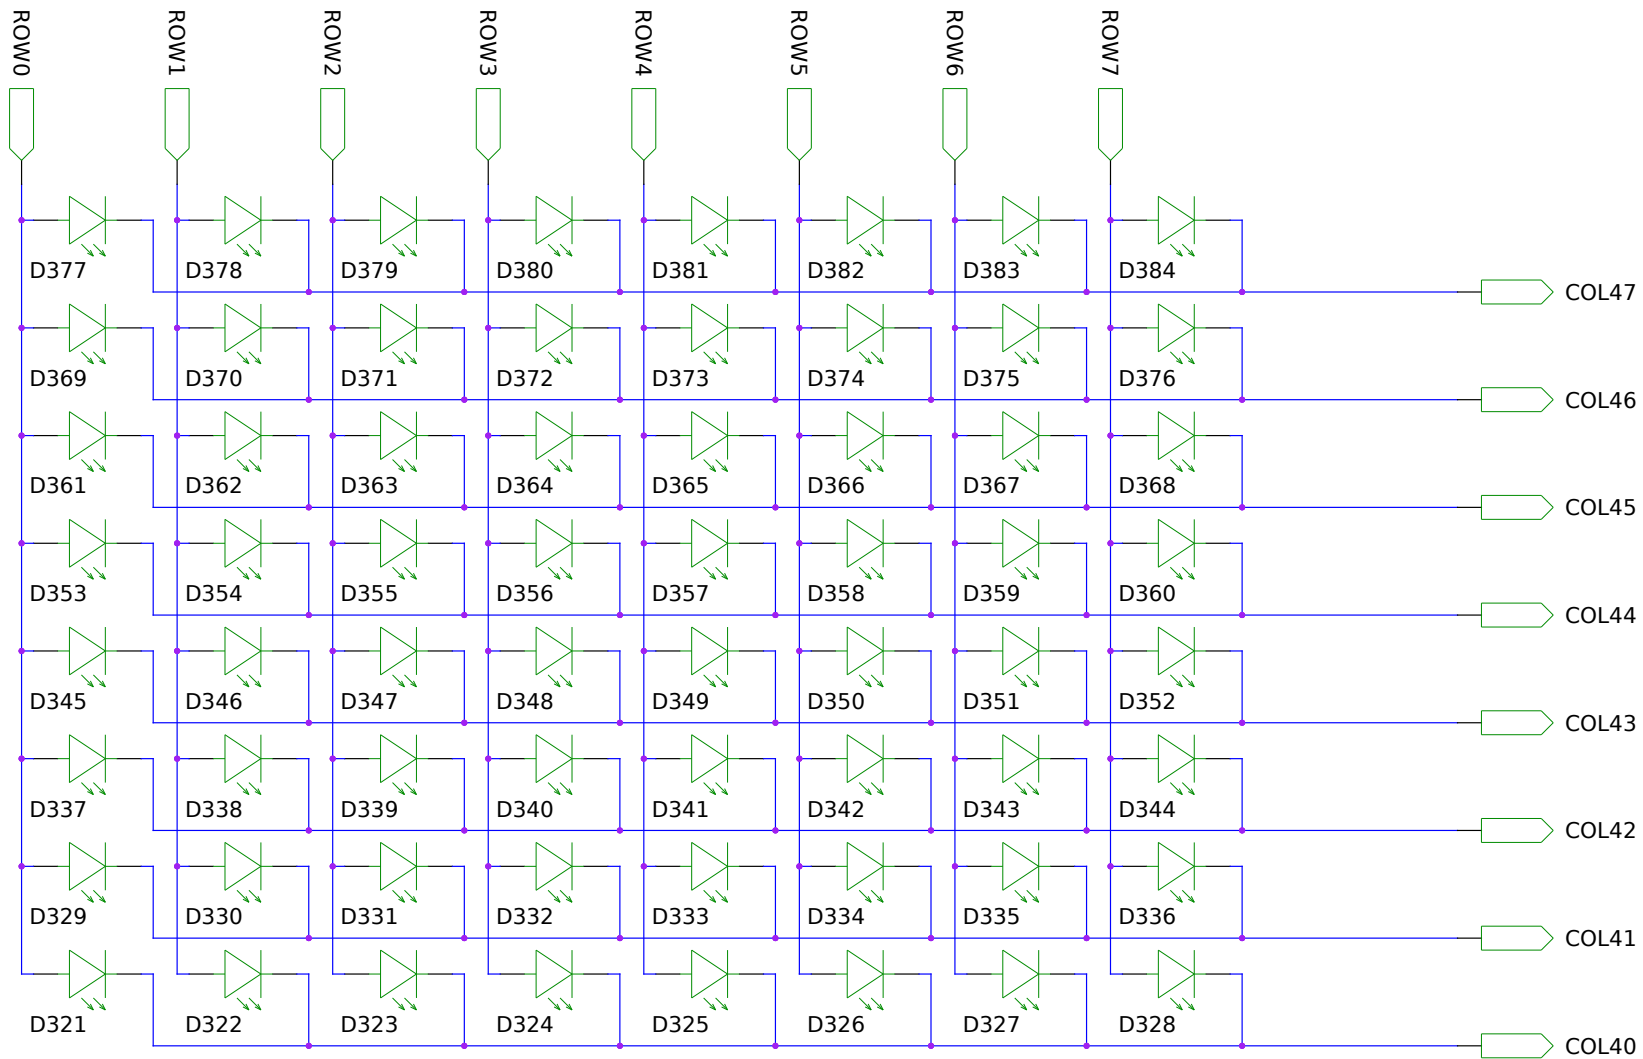 ROW0 ROW1 ROW2 ROW3 ROW4 ROW5 ROW6 ROW7
D377 D378 D379 D380 D381 D382 D383 D384
COL47
D369 D370 D371 D372 D373 D374 D375 D376
COL46
D361 D362 D363 D364 D365 D366 D367 D368
COL45
D353 D354 D355 D356 D357 D358 D359 D360
COL44
D345 D346 D347 D348 D349 D350 D351 D352
COL43
D337 D338 D339 D340 D341 D342 D343 D344
COL42
D329 D330 D331 D332 D333 D334 D335 D336
COL41
D321 D322 D323 D324 D325 D326 D327 D328
COL40